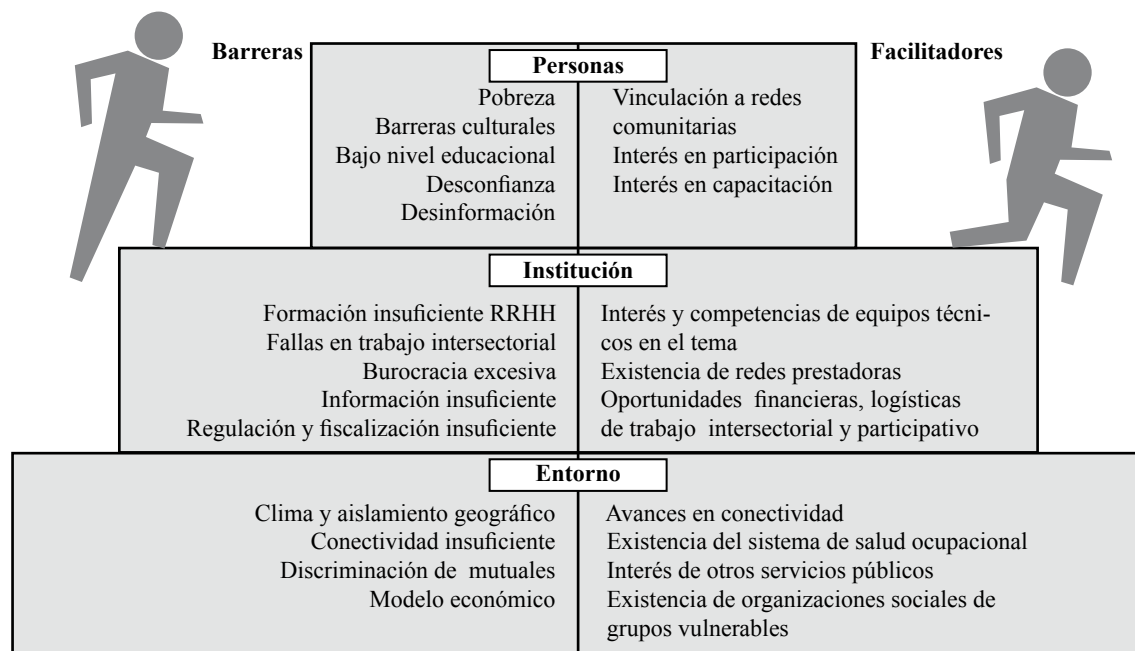 Barreras
Facilitadores
Personas
Pobreza
Barreras culturales
Bajo nivel educacional
Desconfianza
Desinformación
Vinculación a redes
comunitarias
Interés en participación
Interés en capacitación
Institución
Formación insuficiente RRHH
Fallas en trabajo intersectorial
Burocracia excesiva
Información insuficiente
Regulación y fiscalización insuficiente
Interés y competencias de equipos técni-
cos en el tema
Existencia de redes prestadoras
Oportunidades financieras, logísticas
de trabajo intersectorial y participativo
Entorno
Clima y aislamiento geográfico
Conectividad insuficiente
Discriminación de mutuales
Modelo económico
Avances en conectividad
Existencia del sistema de salud ocupacional
Interés de otros servicios públicos
Existencia de organizaciones sociales de
grupos vulnerables